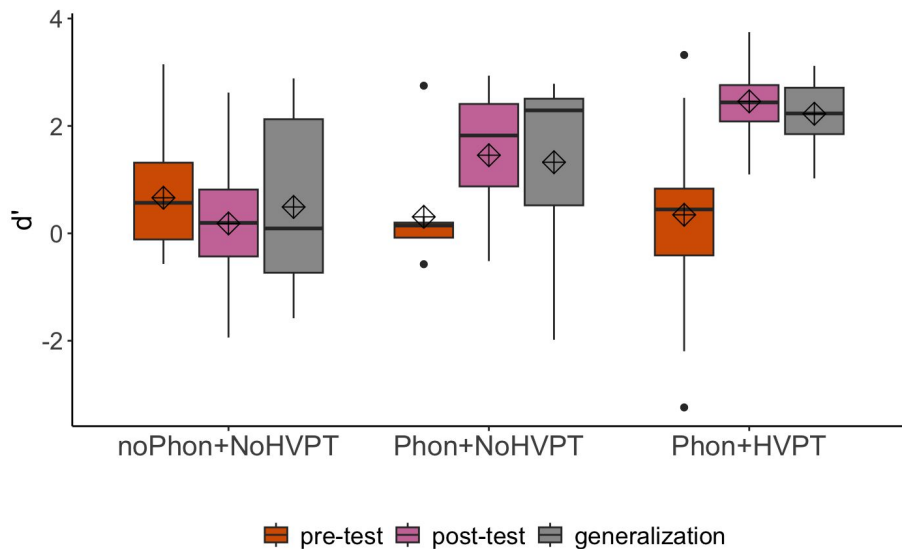 4
2
0
-2
d'
noPhon+NoHVPT Phon+NoHVPT Phon+HVPT
pre-test post-test generalization